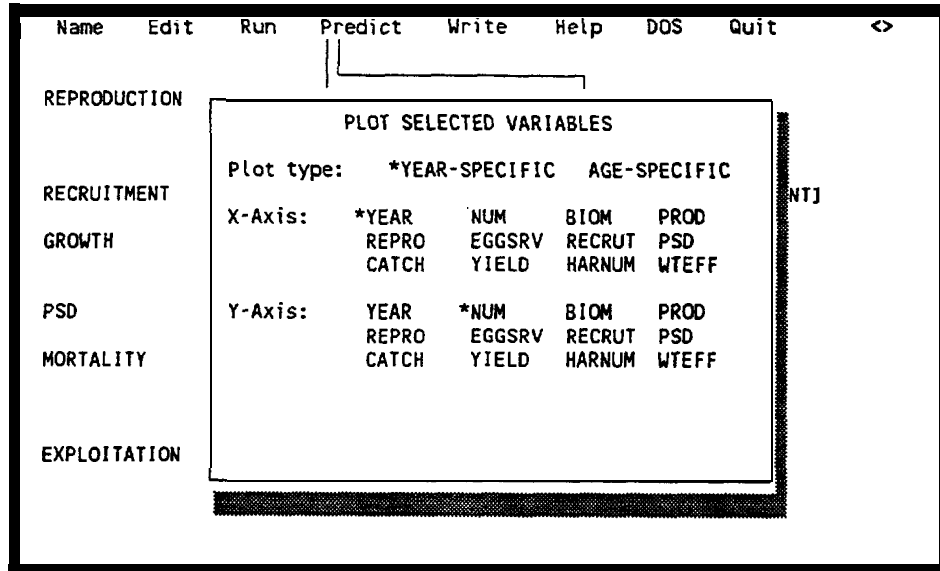 Name Edit Run Predict Write Help DOS Quit <>
REPRODUCTION
PLOT SELECTED VARIABLES
Plot type: *YEAR-SPECIFIC AGE-SPECIFIC
RECRUITMENT NT]
X-Axis: *YEAR NUM BIOM PROD
GROWTH REPRO EGGSRV RECRUT PSD
CATCH YIELD HARNUM WTEFF
PSD Y-Axis: YEAR *NUM BIOM PROD
REPRO EGGSRV RECRUT PSD
MORTALITY CATCH YIELD HARNUM WTEFF
EXPLOITATION